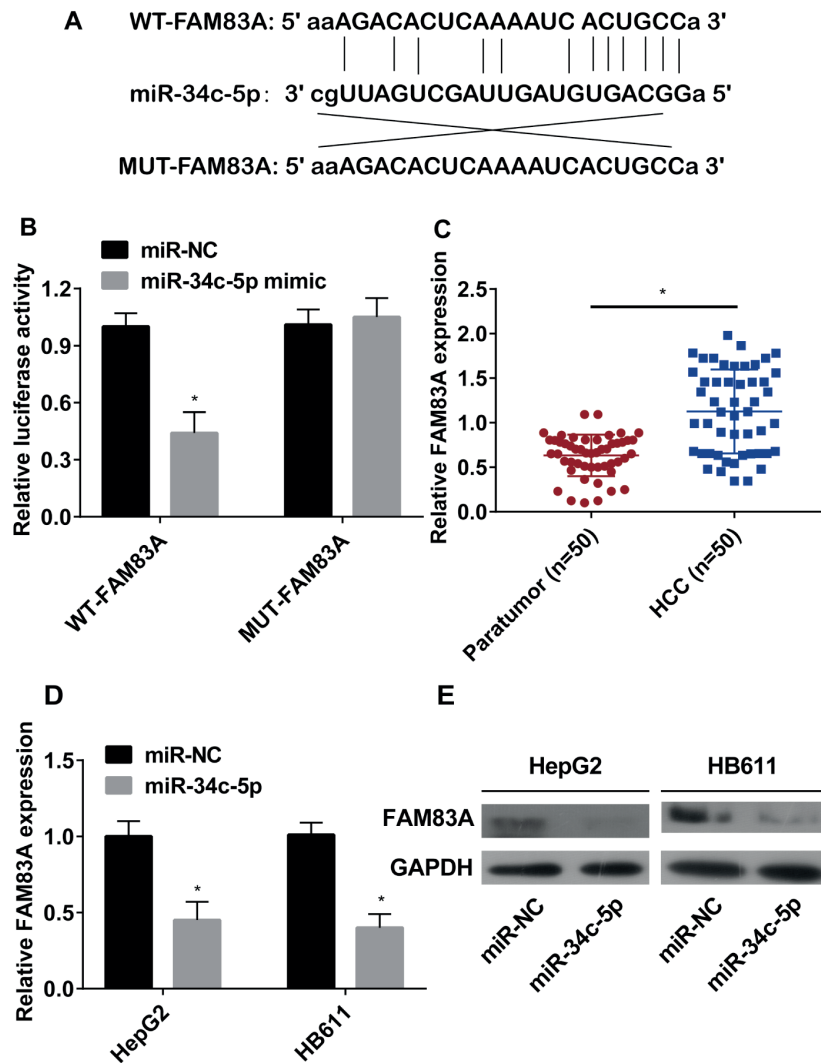 A
WT-FAM83A: 5' aaAGACACUCAAAAUC ACUGCCa 3'
miR-34c-5p: 3' cgUUAGUCGAUUGAUGUGACGGa 5'
MUT-FAM83A: 5' aaAGACACUCAAAAUCACUGCCa 3'
B
miR-NC
miR-34c-5p mimic
Relative luciferase activity
1.2
0.9
0.6
0.3
0.0
*
WT-FAM83A
MUT-FAM83A
C
Relative FAM83A expression
2.5
2.0
1.5
1.0
0.5
0.0
*
Paratumor (n=50)
HCC (n=50)
D
miR-NC
miR-34c-5p
Relative FAM83A expression
1.5
1.0
0.5
0.0
*
*
HepG2
HB611
E
HepG2
HB611
FAM83A
GAPDH
miR-NC
miR-34c-5p
miR-NC
miR-34c-5p